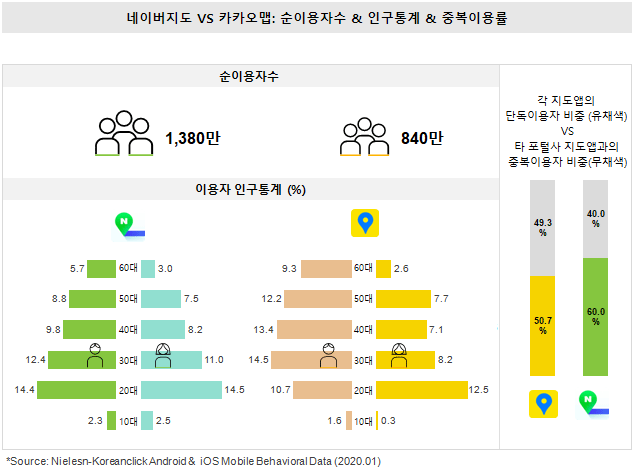 네이버지도 VS 카카오맵: 순이용자수 & 인구통계 & 중복이용률
순이용자수
1,380만
840만
이용자 인구통계 (%)
N
5.7 60대 3.0
8.8 50대 7.5
9.8 40대 8.2
12.4 30대 11.0
14.4 20대 14.5
2.3 10대 2.5
9.3 60대 2.6
12.2 50대 7.7
13.4 40대 7.1
14.5 30대 8.2
10.7 20대 12.5
1.6 10대 0.3
각 지도앱의
단독이용자 비중 (유채색)
VS
타 포털사 지도앱과의
중복이용자 비중(무채색)
49.3
%
50.7
%
40.0
%
60.0
%
N
*Source: Nielesn-Koreanclick Android & iOS Mobile Behavioral Data (2020.01)